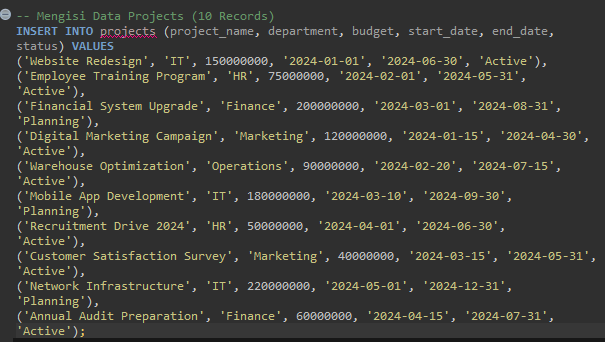 -- Mengisi Data Projects (10 Records)
INSERT INTO projects (project_name, department, budget, start_date, end_date,
status) VALUES
('Website Redesign', 'IT', 150000000, '2024-01-01', '2024-06-30', 'Active'),
('Employee Training Program', 'HR', 75000000, '2024-02-01', '2024-05-31',
'Active'),
('Financial System Upgrade', 'Finance', 200000000, '2024-03-01', '2024-08-31',
'Planning'),
('Digital Marketing Campaign', 'Marketing', 120000000, '2024-01-15', '2024-04-30',
'Active'),
('Warehouse Optimization', 'Operations', 90000000, '2024-02-20', '2024-07-15',
'Active'),
('Mobile App Development', 'IT', 180000000, '2024-03-10', '2024-09-30',
'Planning'),
('Recruitment Drive 2024', 'HR', 50000000, '2024-04-01', '2024-06-30',
'Active'),
('Customer Satisfaction Survey', 'Marketing', 40000000, '2024-03-15', '2024-05-31',
'Active'),
('Network Infrastructure', 'IT', 220000000, '2024-05-01', '2024-12-31',
'Planning'),
('Annual Audit Preparation', 'Finance', 60000000, '2024-04-15', '2024-07-31',
'Active');